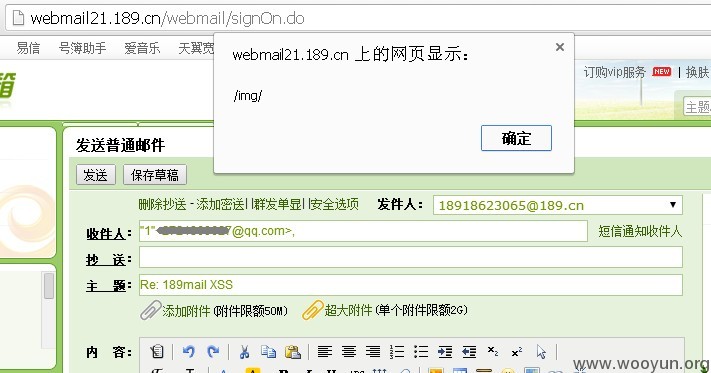 webmail21.189.cn/webmail/signOn.do
易信 号簿助手 爱音乐 天翼宽
webmail21.189.cn 上的网页显示：
/img/
确定
订购vip服务 NEW | 换肤
主题
发送普通邮件
发送 保存草稿
删除抄送 - 添加密送| |群发单显| |安全选项 发件人： 18918623065@189.cn
收件人： "1"< 7@qq.com>, 短信通知收件人
抄 送：
主 题： Re: 189mail XSS
添加附件 (附件限额50M) 超大附件 (单个附件限额2G)
内 容：
www.wooyun.org